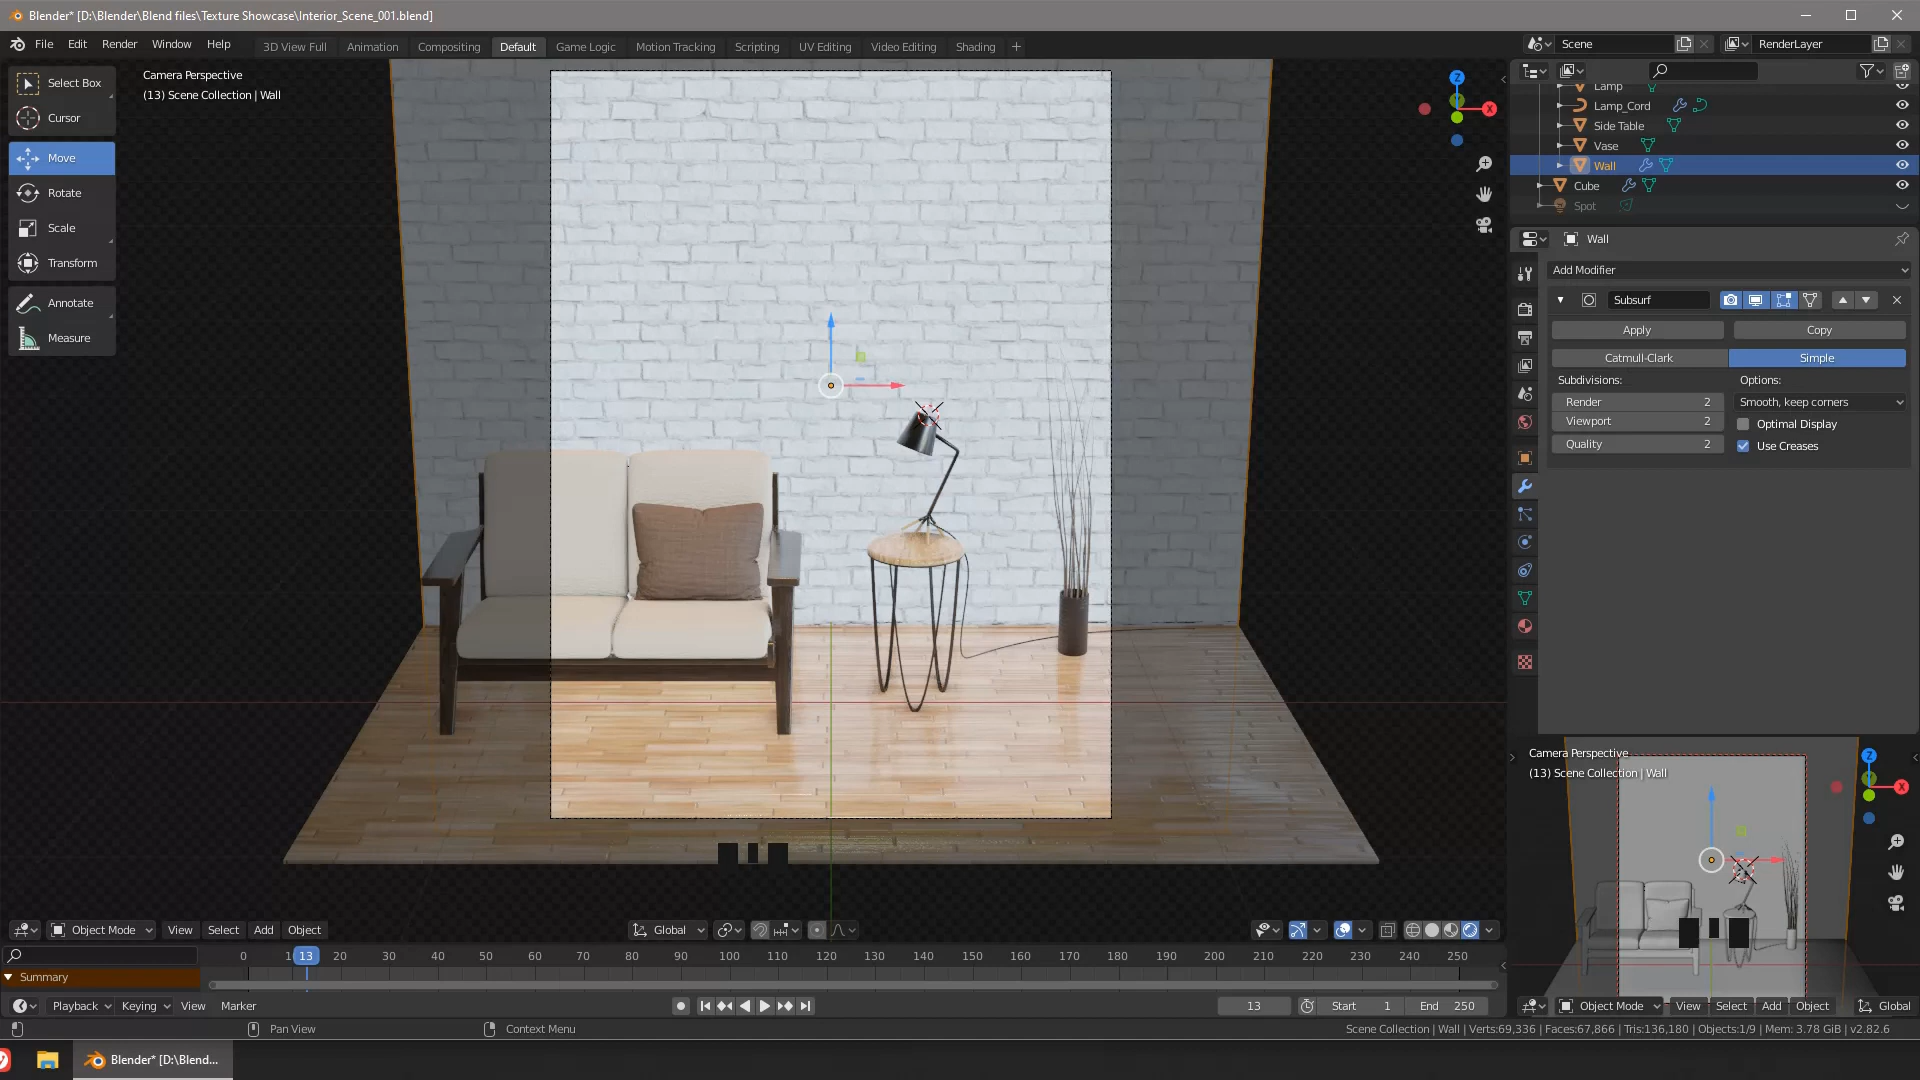 Blender* [D:\Blender\Blend files\Texture Showcase\Interior_Scene_001.blend]
File Edit Render Window Help 3D View Full Animation Compositing Default Game Logic Motion Tracking Scripting UV Editing Video Editing Shading + Scene RenderLayer
Select Box
Cursor
Move
Rotate
Scale
Transform
Annotate
Measure
Camera Perspective
(13) Scene Collection | Wall
Z
X
Lamp
Lamp_Cord
Side Table
Vase
Wall
Cube
Spot
Wall
Add Modifier
Subsurf
Apply Copy
Catmull-Clark Simple
Subdivisions: Options:
Render 2 Smooth, keep corners
Viewport 2 Optimal Display
Quality 2 Use Creases
Camera Perspective
(13) Scene Collection | Wall
Z
X
Object Mode View Select Add Object Global
0 1 13 20 30 40 50 60 70 80 90 100 110 120 130 140 150 160 170 180 190 200 210 220 230 240 250
Summary
Playback Keying View Marker 13 Start 1 End 250
Object Mode View Select Add Object Global
Pan View Context Menu Scene Collection | Wall | Verts:69,336 | Faces:67,866 | Tris:136,180 | Objects:1/9 | Mem: 3.78 GiB | v2.82.6
Blender* [D:\Blend...